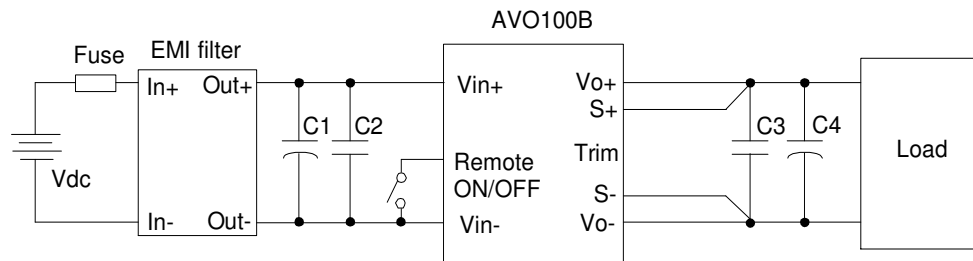 AVO100B
Fuse
EMI filter
In+
Out+
Vin+
Vo+
S+
C1
C2
C3
C4
Vdc
Remote
ON/OFF
Trim
Load
S-
In-
Out-
Vin-
Vo-